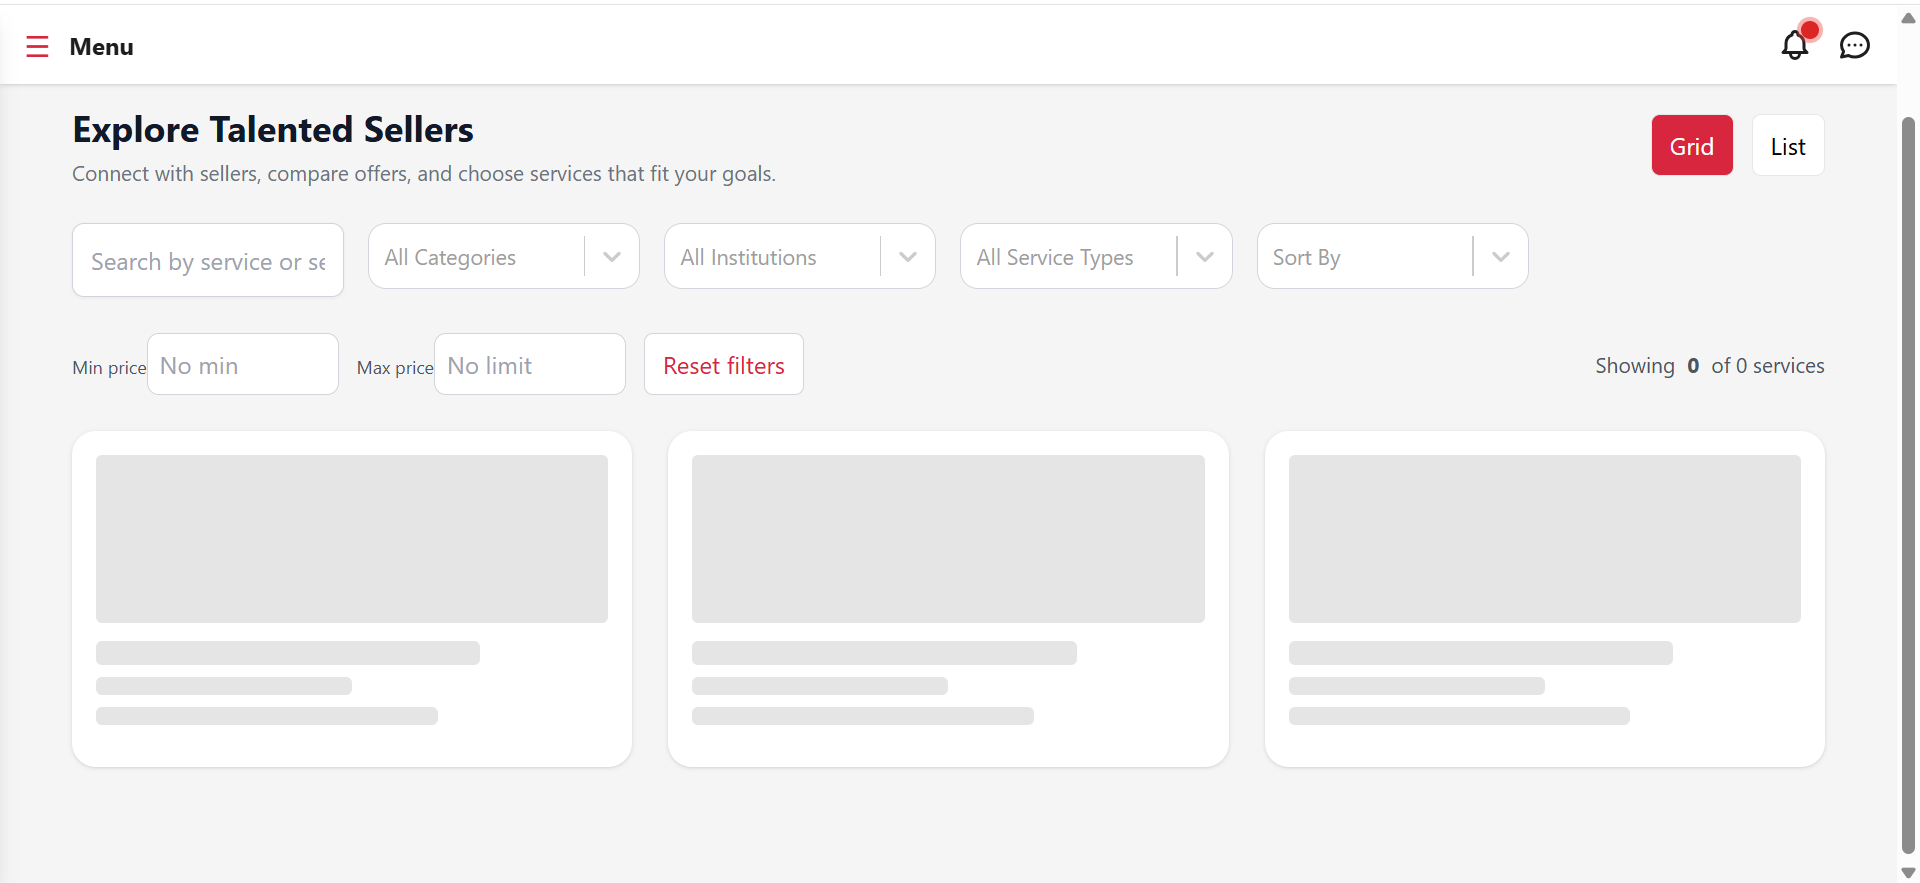 Menu
Explore Talented Sellers
Connect with sellers, compare offers, and choose services that fit your goals.
Grid
List
Search by service or se
All Categories
All Institutions
All Service Types
Sort By
Min price
No min
Max price
No limit
Reset filters
Showing 0 of 0 services